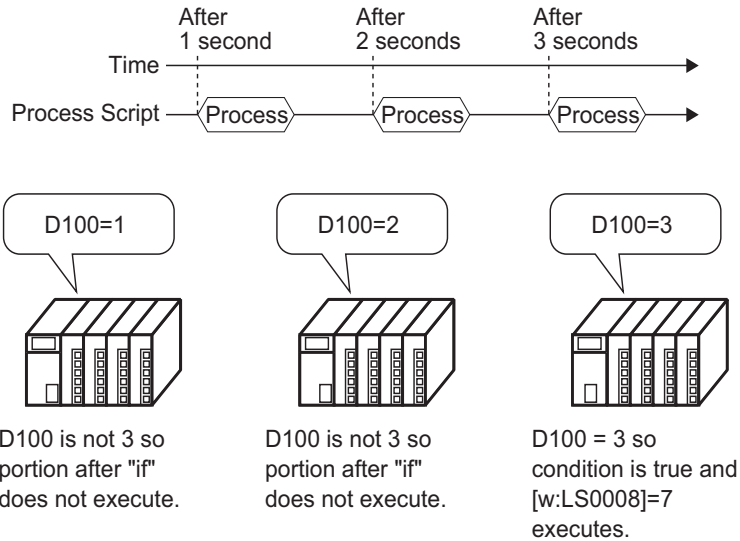 After
1 second
After
2 seconds
After
3 seconds
Time
Process Script
Process
Process
Process
D100=1
D100=2
D100=3
D100 is not 3 so
portion after "if"
does not execute.
D100 is not 3 so
portion after "if"
does not execute.
D100 = 3 so
condition is true and
[w:LS0008]=7
executes.